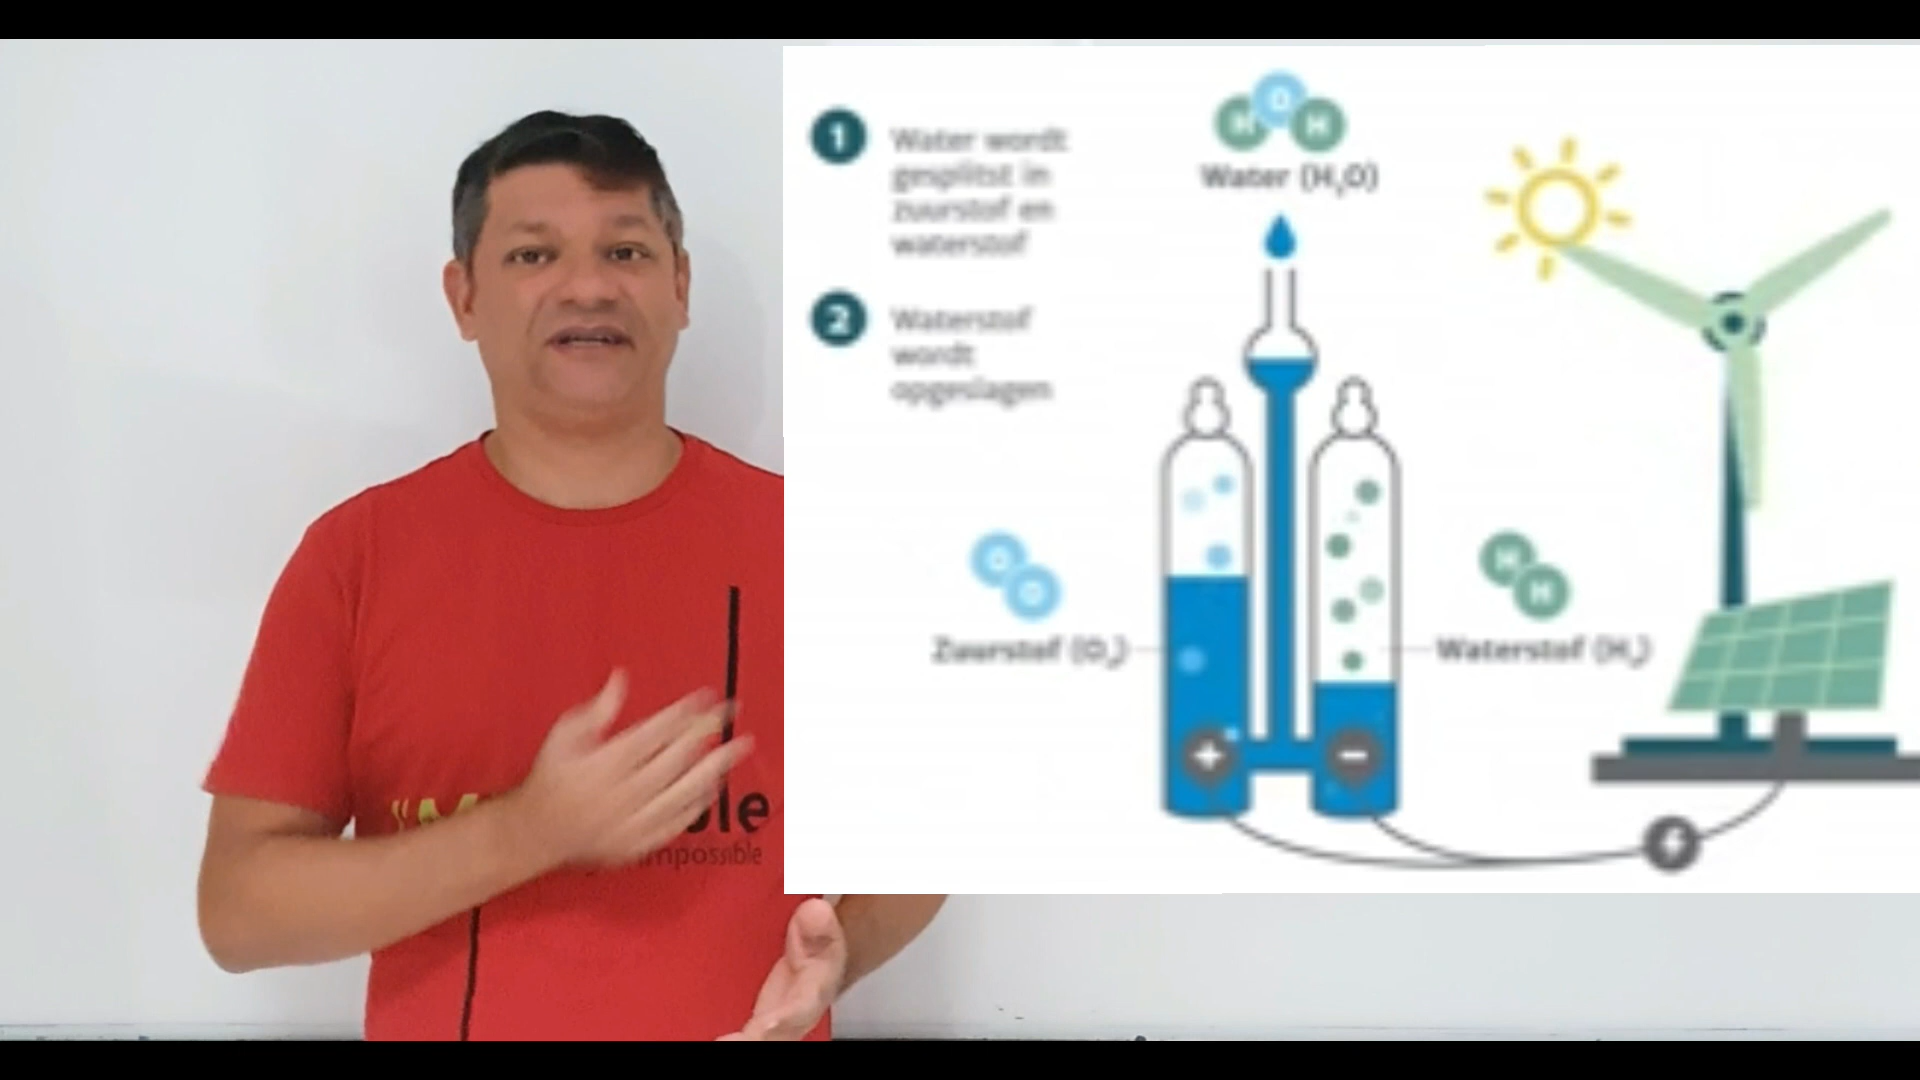 1
Water wordt
gesplitst in
zuurstof en
waterstof
2
Waterstof
wordt
opgeslagen
H O H
Water (H₂O)
O
O
Zuurstof (O₂)
H
H
Waterstof (H₂)
+
−
impossible